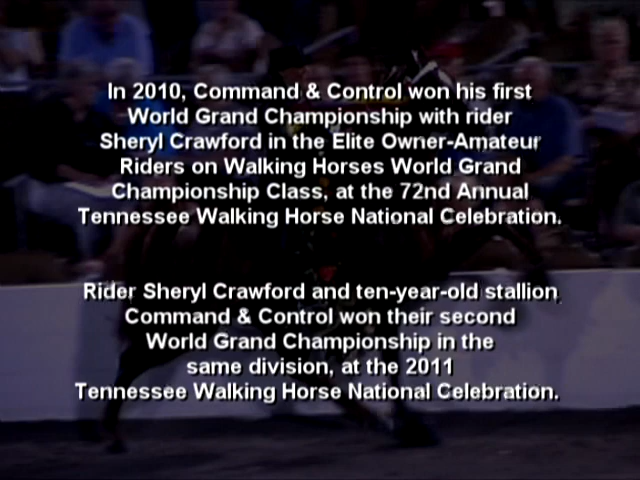 In 2010, Command & Control won his first
World Grand Championship with rider
Sheryl Crawford in the Elite Owner-Amateur
Riders on Walking Horses World Grand
Championship Class, at the 72nd Annual
Tennessee Walking Horse National Celebration.
Rider Sheryl Crawford and ten-year-old stallion
Command & Control won their second
World Grand Championship in the
same division, at the 2011
Tennessee Walking Horse National Celebration.